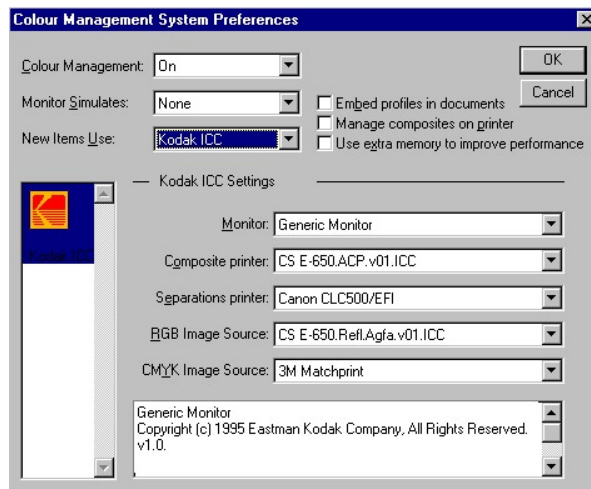 Colour Management System Preferences
Colour Management: On
OK
Monitor Simulates: None
Embed profiles in documents
Cancel
Manage composites on printer
New Items Use: Kodak ICC
Use extra memory to improve performance
Kodak ICC Settings
Kodak ICC
Monitor: Generic Monitor
Composite printer: CS E-650.ACP.v01.ICC
Separations printer: Canon CLC500/EFI
RGB Image Source: CS E-650.Refl.Agfa.v01.ICC
CMYK Image Source: 3M Matchprint
Generic Monitor
Copyright (c) 1995 Eastman Kodak Company, All Rights Reserved.
v1.0.